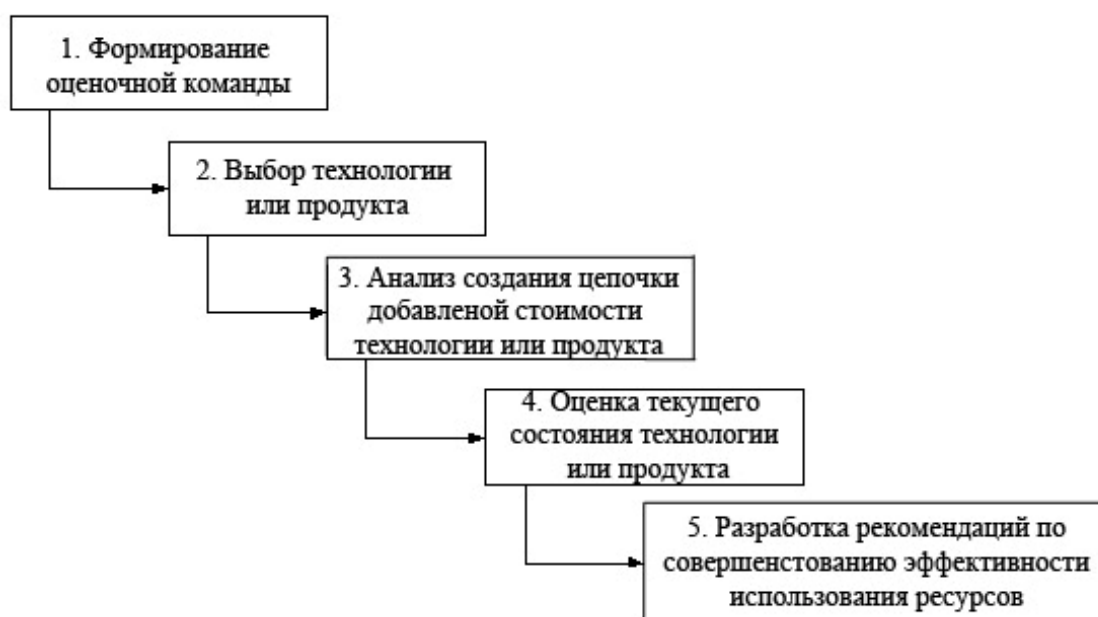 1. Формирование
оценочной команды
2. Выбор технологии
или продукта
3. Анализ создания цепочки
добавленой стоимости
технологии или продукта
4. Оценка текущего
состояния технологии
или продукта
5. Разработка рекомендаций по
совершенстованию эффективности
использования ресурсов